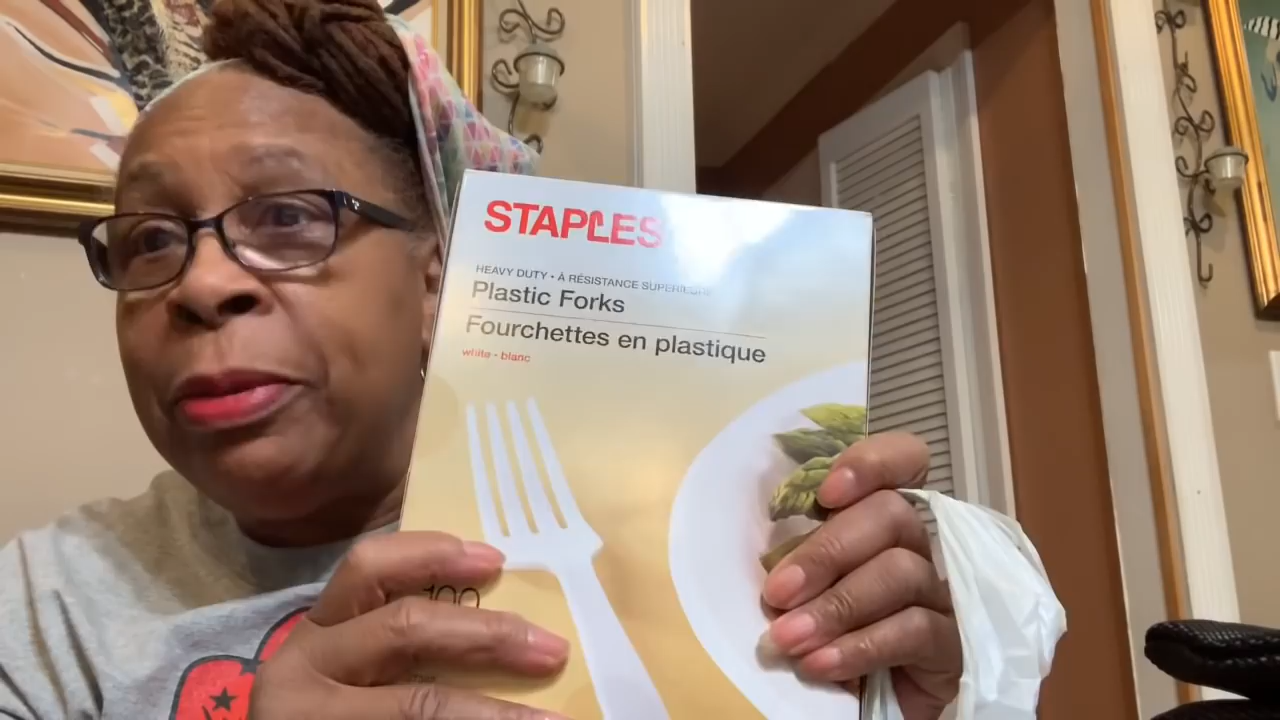 STAPLES
HEAVY DUTY • À RÉSISTANCE SUPÉRIEURE
Plastic Forks
Fourchettes en plastique
white - blanc
100